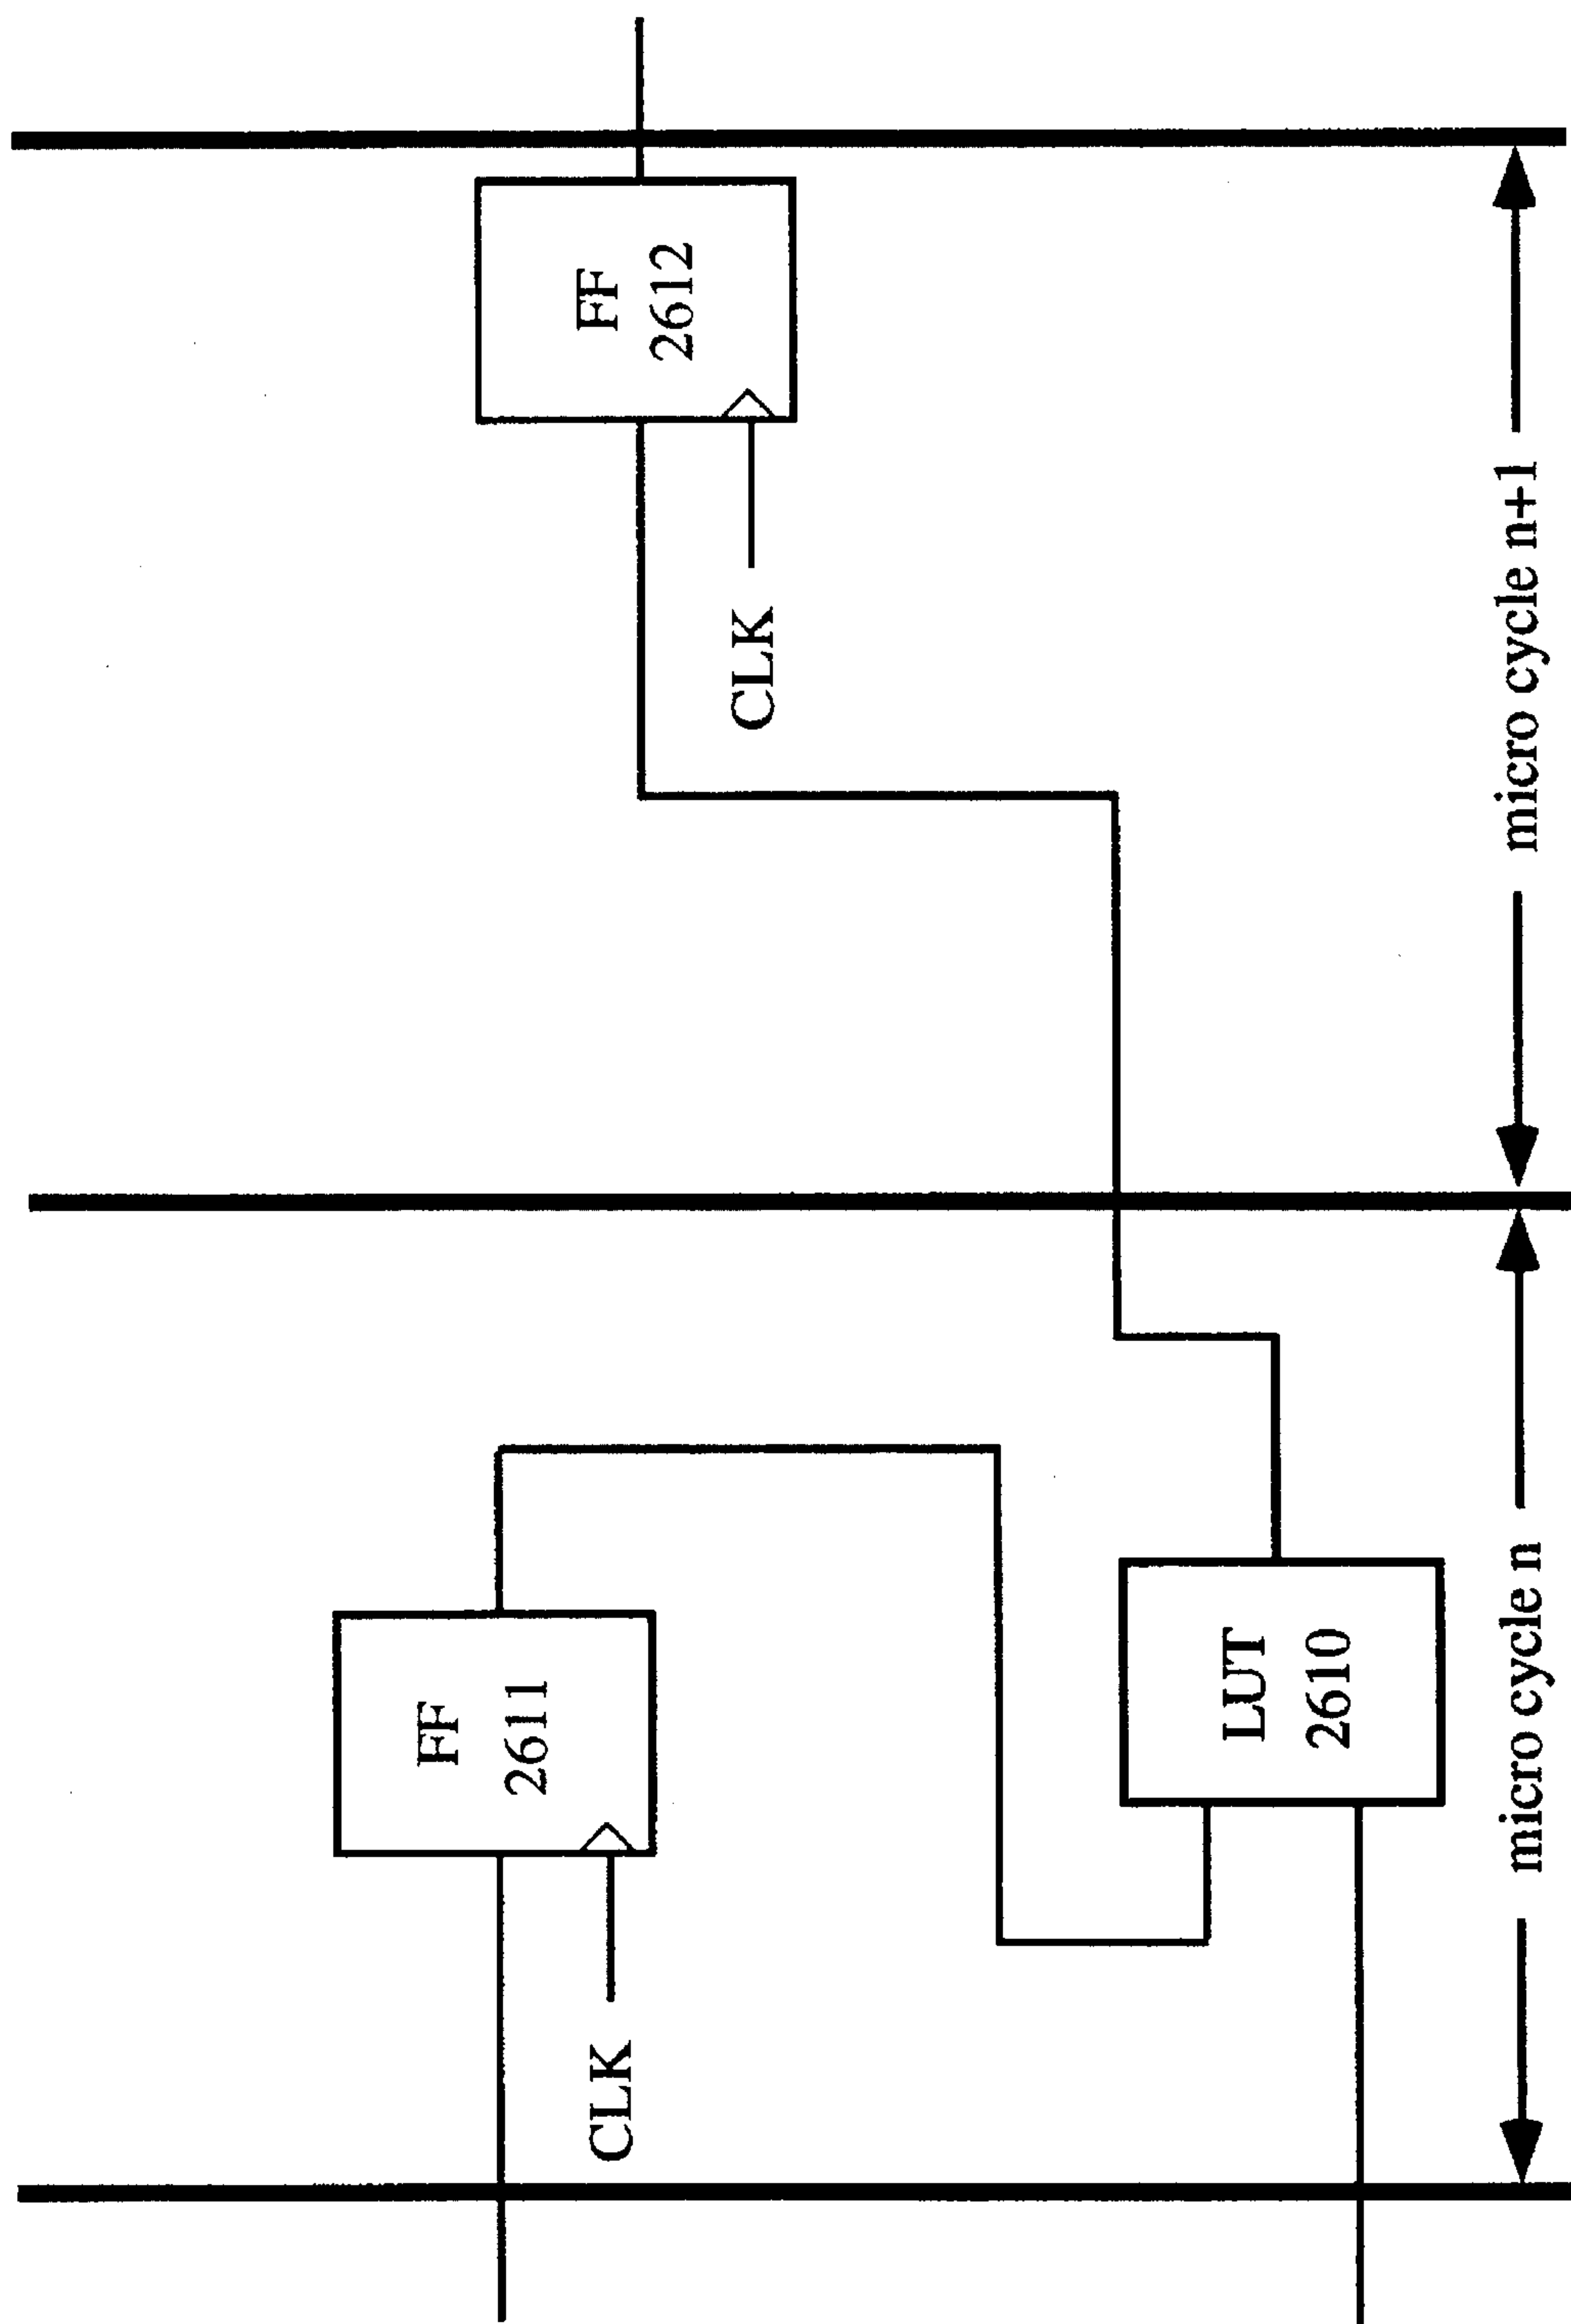 FF
2611
CLK
LUT
2610
FF
2612
CLK
micro cycle n
micro cycle n+1